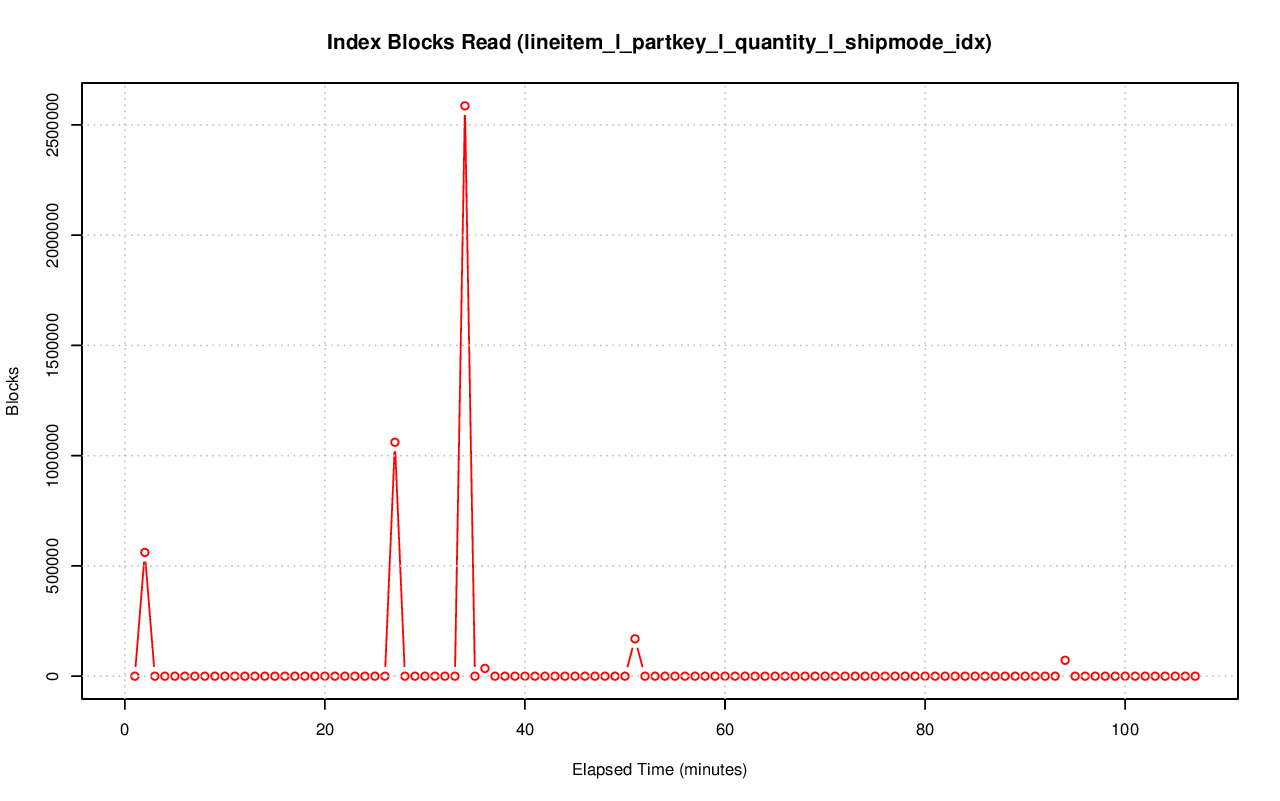 Index Blocks Read (lineitem_l_partkey_l_quantity_l_shipmode_idx)
Blocks
2500000
2000000
1500000
1000000
500000
0
0 20 40 60 80 100
Elapsed Time (minutes)